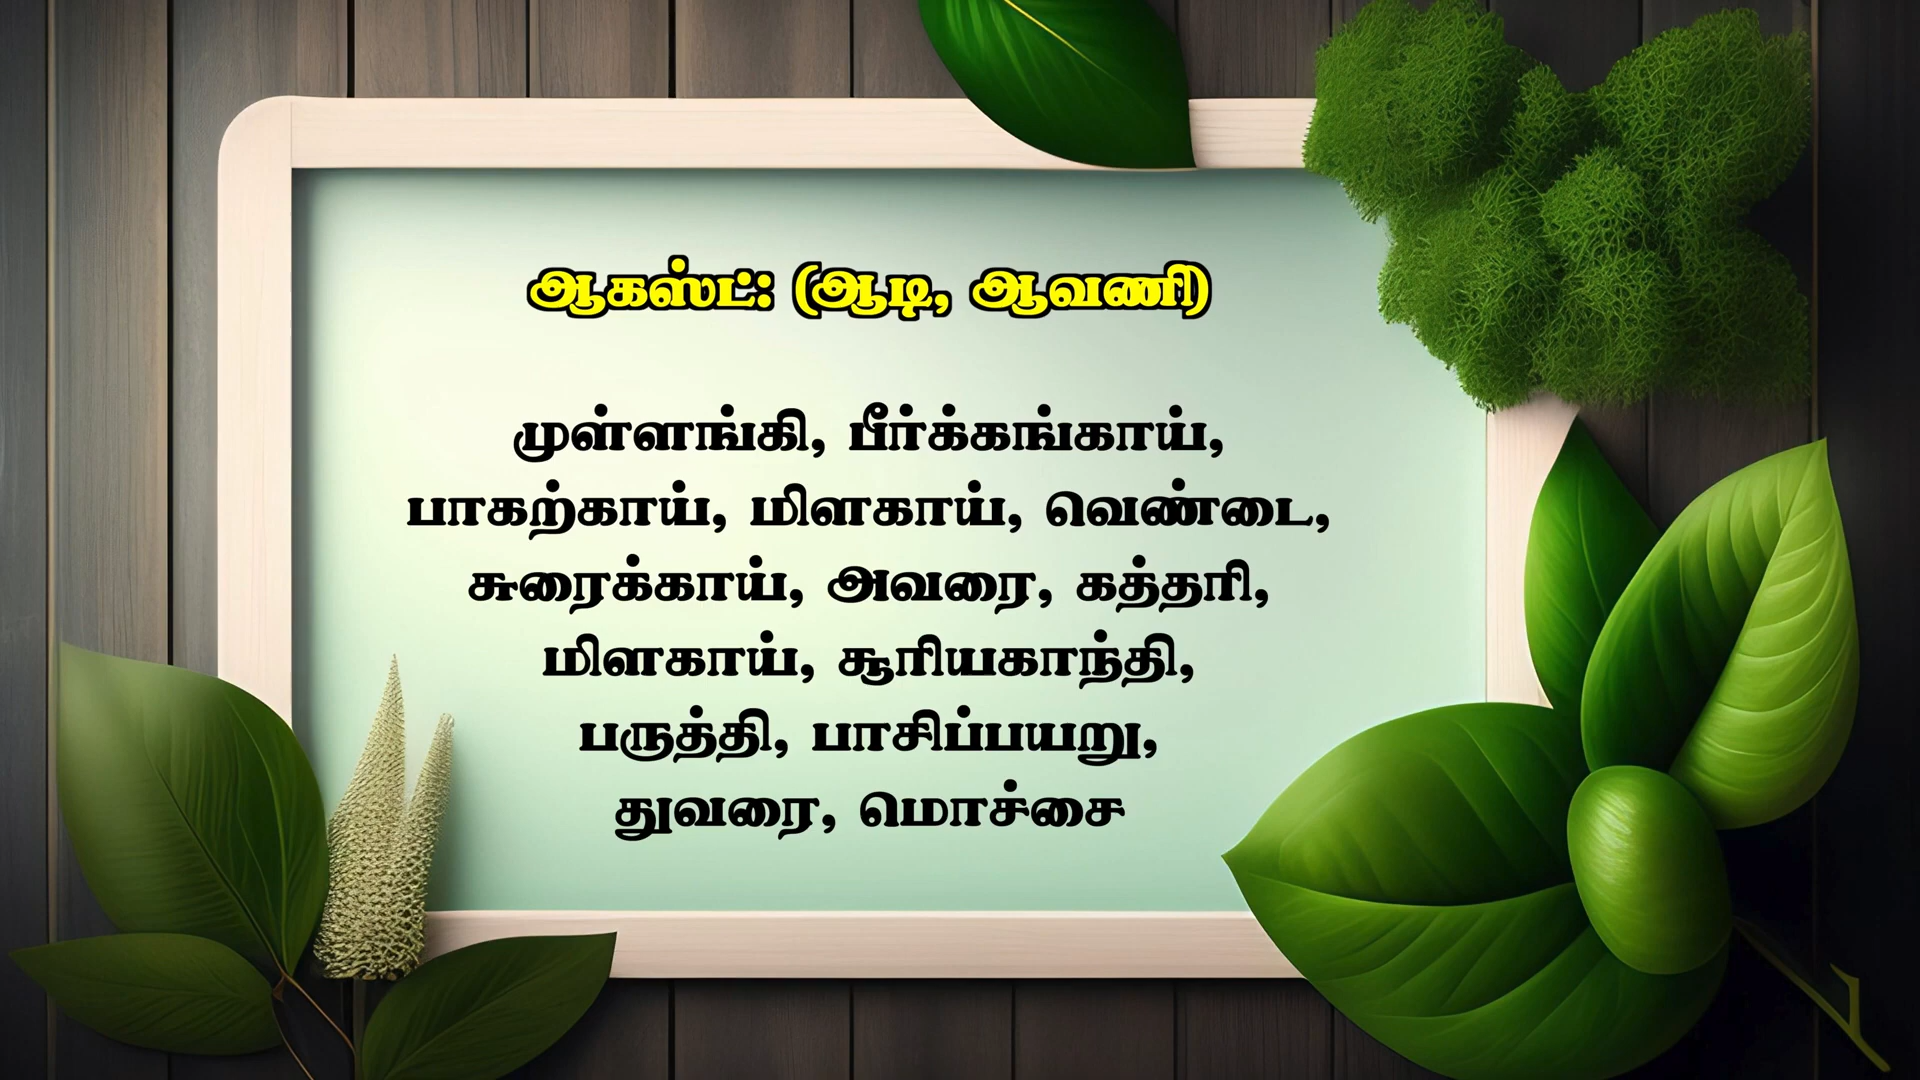 ஆகஸ்ட்: (ஆடி, ஆவணி)
முள்ளங்கி, பீர்க்கங்காய்,
பாகற்காய், மிளகாய், வெண்டை,
சுரைக்காய், அவரை, கத்தரி,
மிளகாய், சூரியகாந்தி,
பருத்தி, பாசிப்பயறு,
துவரை, மொச்சை